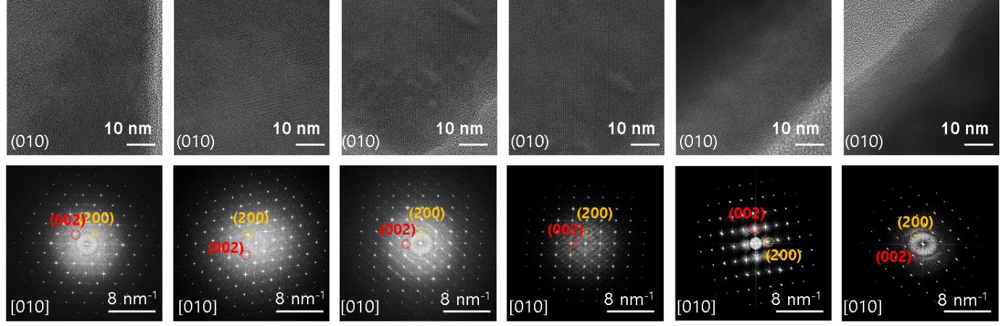 10 nm
(010)
10 nm
(010)
10 nm
(010)
10 nm
(010)
10 nm
(010)
10 nm
(010)
(002)
(200)
8 nm⁻¹
[010]
(200)
(002)
8 nm⁻¹
[010]
(200)
(002)
8 nm⁻¹
[010]
(200)
(002)
8 nm⁻¹
[010]
(002)
(200)
8 nm⁻¹
[010]
(200)
(002)
8 nm⁻¹
[010]